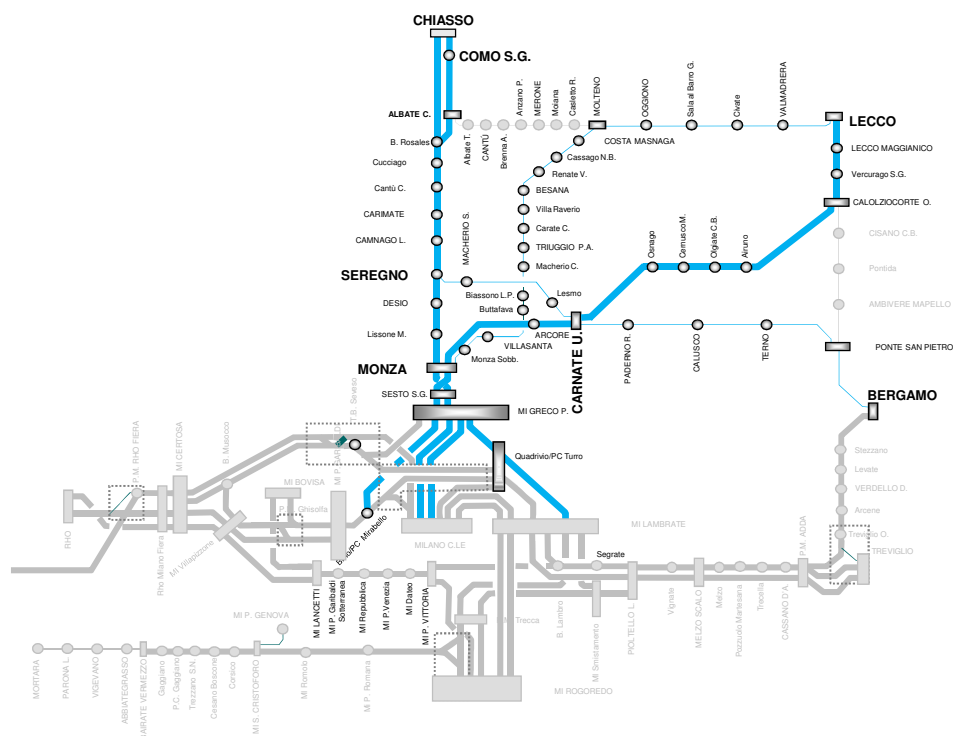 CHIASSO
COMO S.G.
ALBATE C.
B. Rosales
Cucciago
Cantù C.
CARIMATE
CAMNAGO L.
SEREGNO
DESIO
Lissone M.
MONZA
SESTO S.G.
MI GRECO P.
Albate T.
CANTÙ
Brenna A.
Anzano P.
MERONE
Moiana
Casletto R.
MOLTENO
OGGIONO
Sala al Barro G.
Civate
VALMADRERA
LECCO
LECCO MAGGIANICO
Vercurago S.G.
CALOLZIOCORTE O.
CISANO C.B.
Pontida
AMBIVERE MAPELLO
PONTE SAN PIETRO
BERGAMO
COSTA MASNAGA
Cassago N.B.
Renate V.
BESANA
Villa Raverio
Carate C.
TRIUGGIO P.A.
Macherio C.
Biassono L.P.
Buttafava
MACHERIO S.
Lesmo
ARCORE
VILLASANTA
Monza Sobb.
CARNATE U.
Osnago
Cernusco M.
Olgiate C.B.
Airuno
PADERNO R.
CALUSCO
TERNO
Stezzano
Levate
VERDELLO D.
Arcene
Treviglio O.
TREVIGLIO
P.M. ADDA
Quadrivio/PC Turro
T.B. Seveso
B. Musocco
MI CERTOSA
P.M. RHO FIERA
RHO
Rho Milano Fiera
MI Villapizzone
MI BOVISA
MILANO C.LE
MI LAMBRATE
MI LANCETTI
MI P. Garibaldi
Sotterranea
MI Repubblica
MI P.Venezia
MI Dateo
MI P. VITTORIA
B. Lambro
Segrate
MI Smistamento
PIOLTELLO L.
Vignate
MELZO SCALO
Melzo
Pozzuolo Martesana
Trecella
CASSANO D'A.
MI ROGOREDO
MI P. GENOVA
MORTARA
PARONA L.
VIGEVANO
ABBIATEGRASSO
Gaggiano
P.C. Gaggiano
Trezzano S.N.
Cesano Boscone
Corsico
MI S. CRISTOFORO
MI Romolo
MI P. Romana